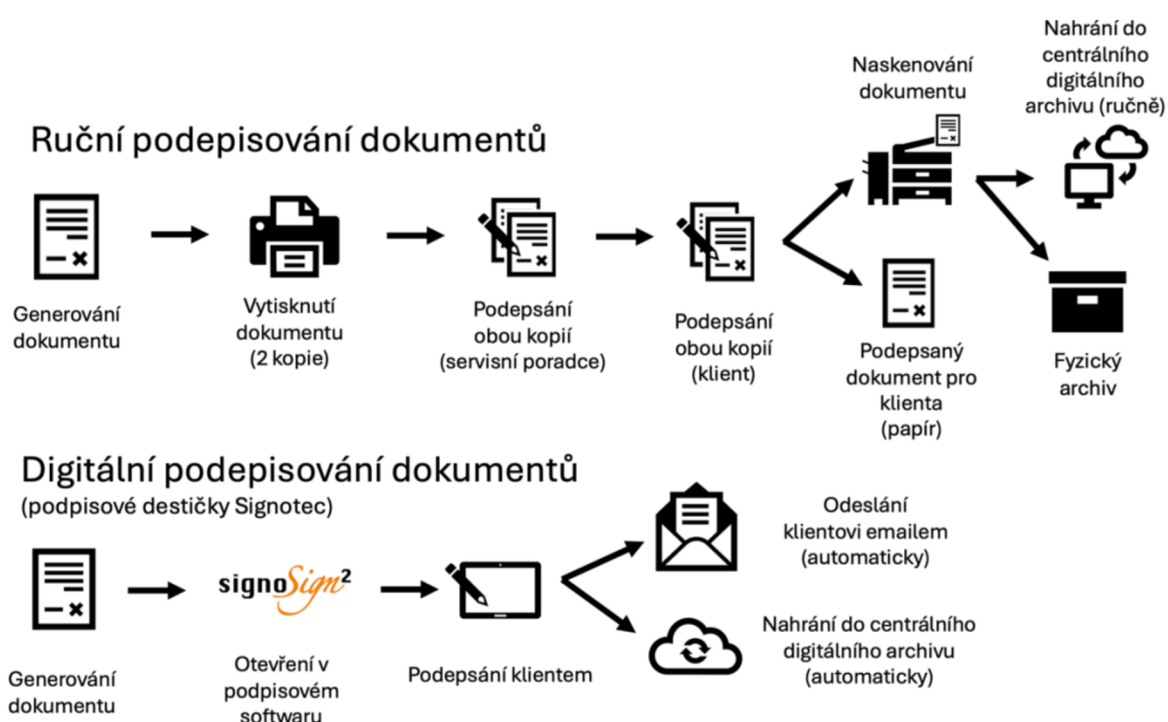 Ruční podepisování dokumentů
Generování
dokumentu
Vytisknutí
dokumentu
(2 kopie)
Podepsání
obou kopií
(servisní poradce)
Podepsání
obou kopií
(klient)
Naskenování
dokumentu
Podepsaný
dokument pro
klienta
(papír)
Nahrání do
centrálního
digitálního
archivu (ručně)
Fyzický
archiv
Digitální podepisování dokumentů
(podpisové destičky Signotec)
Generování
dokumentu
signoSign²
Otevření v
podpisovém
softwaru
Podepsání klientem
Odeslání
klientovi emailem
(automaticky)
Nahrání do centrálního
digitálního archivu
(automaticky)